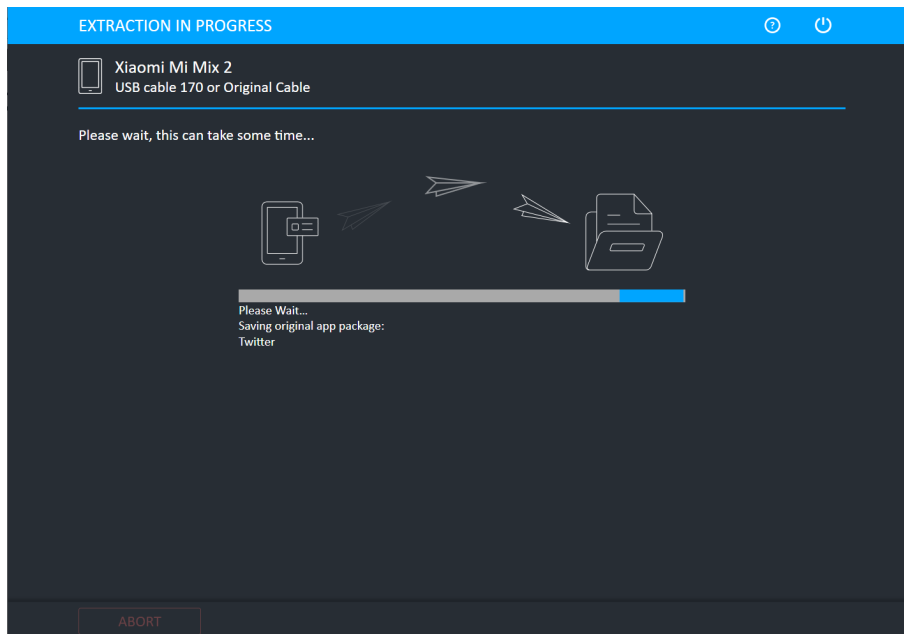 EXTRACTION IN PROGRESS
Xiaomi Mi Mix 2
USB cable 170 or Original Cable
Please wait, this can take some time...
Please Wait...
Saving original app package:
Twitter
ABORT